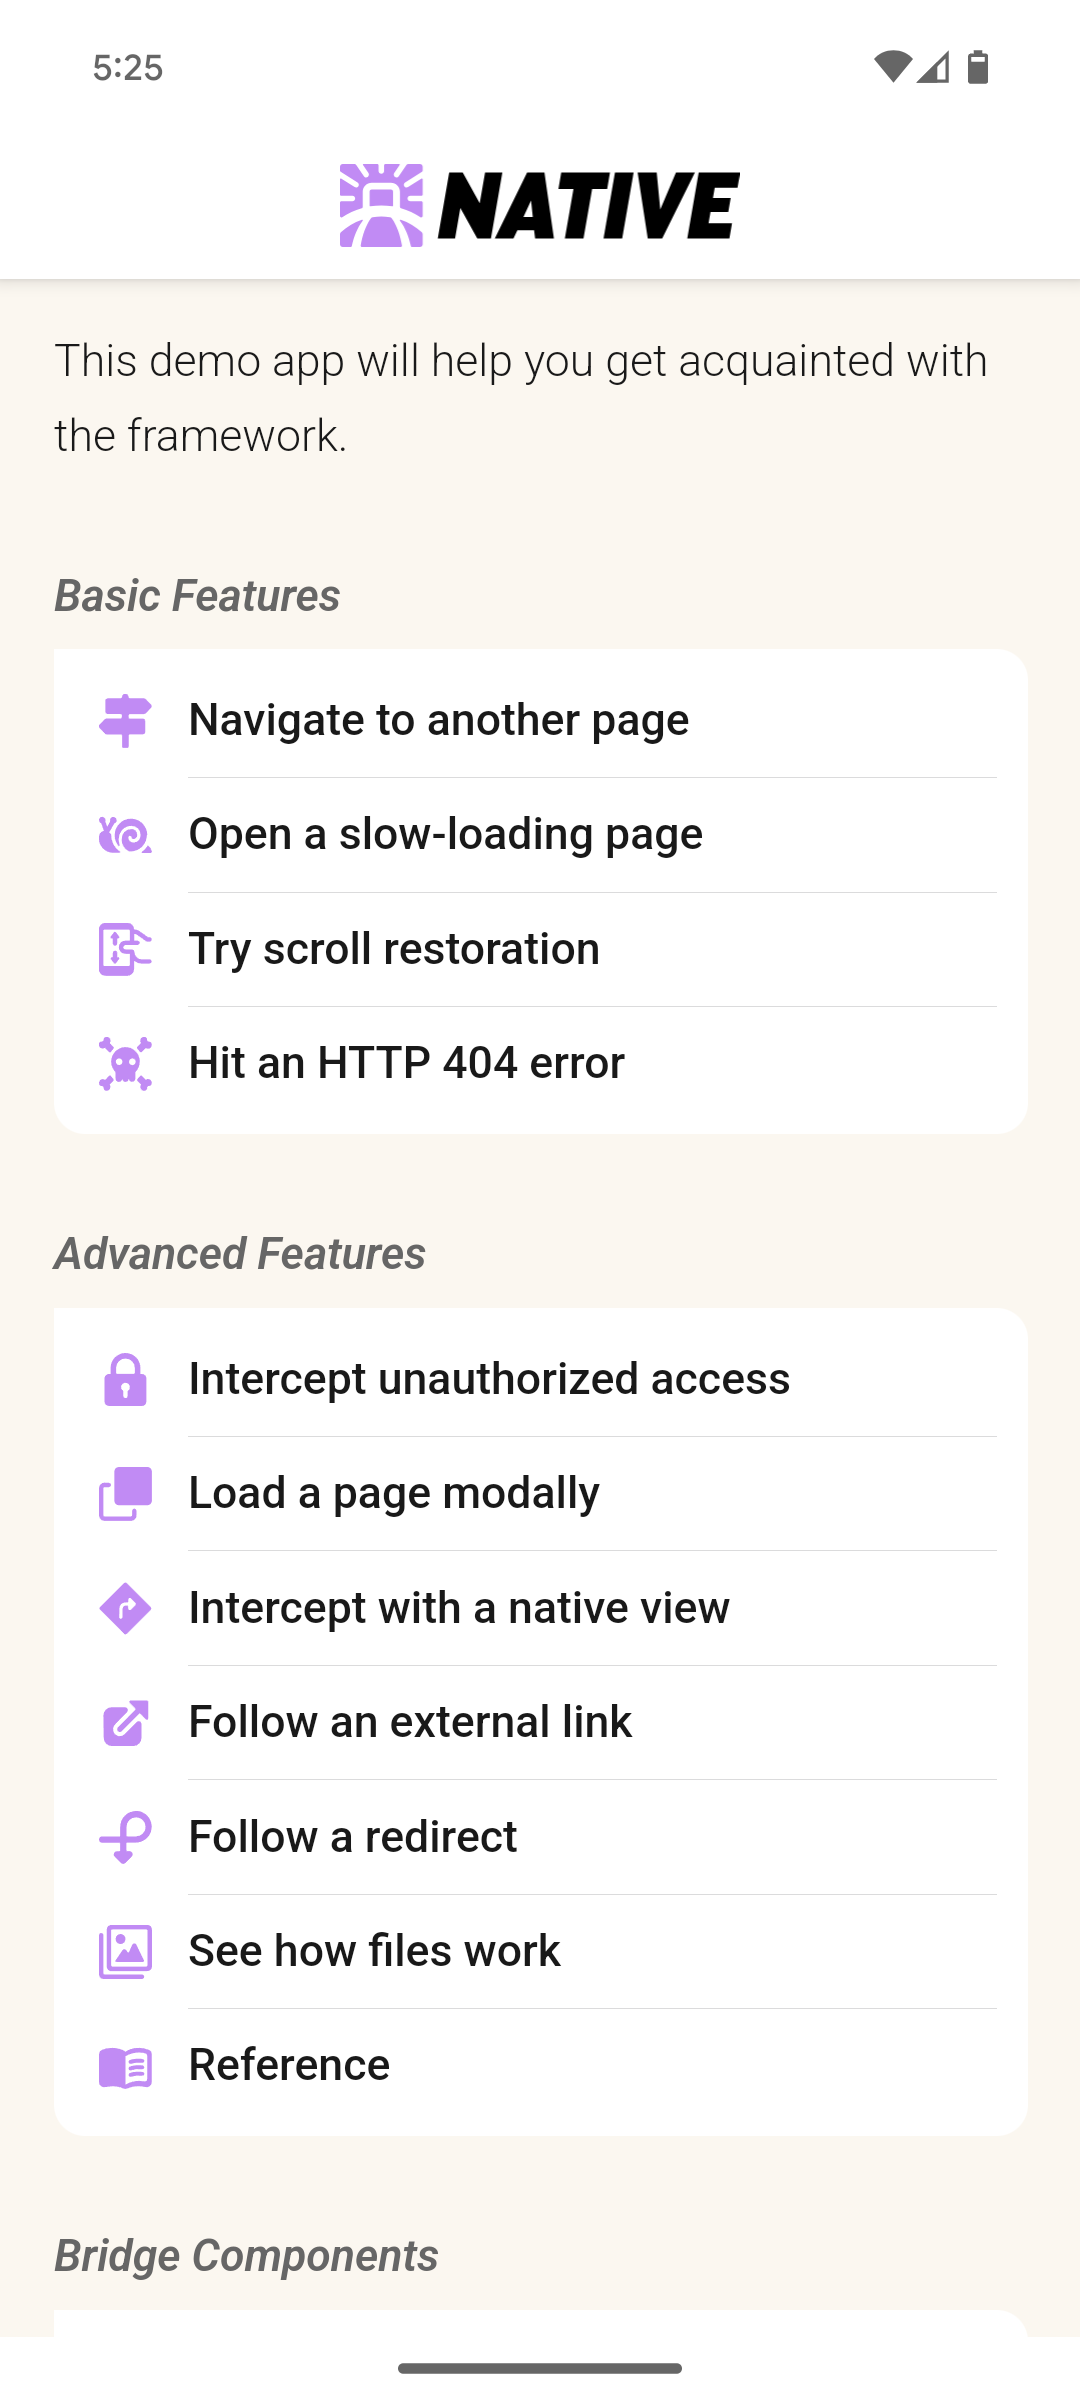 5:25
NATIVE
This demo app will help you get acquainted with
the framework.
Basic Features
Navigate to another page
Open a slow-loading page
Try scroll restoration
Hit an HTTP 404 error
Advanced Features
Intercept unauthorized access
Load a page modally
Intercept with a native view
Follow an external link
Follow a redirect
See how files work
Reference
Bridge Components